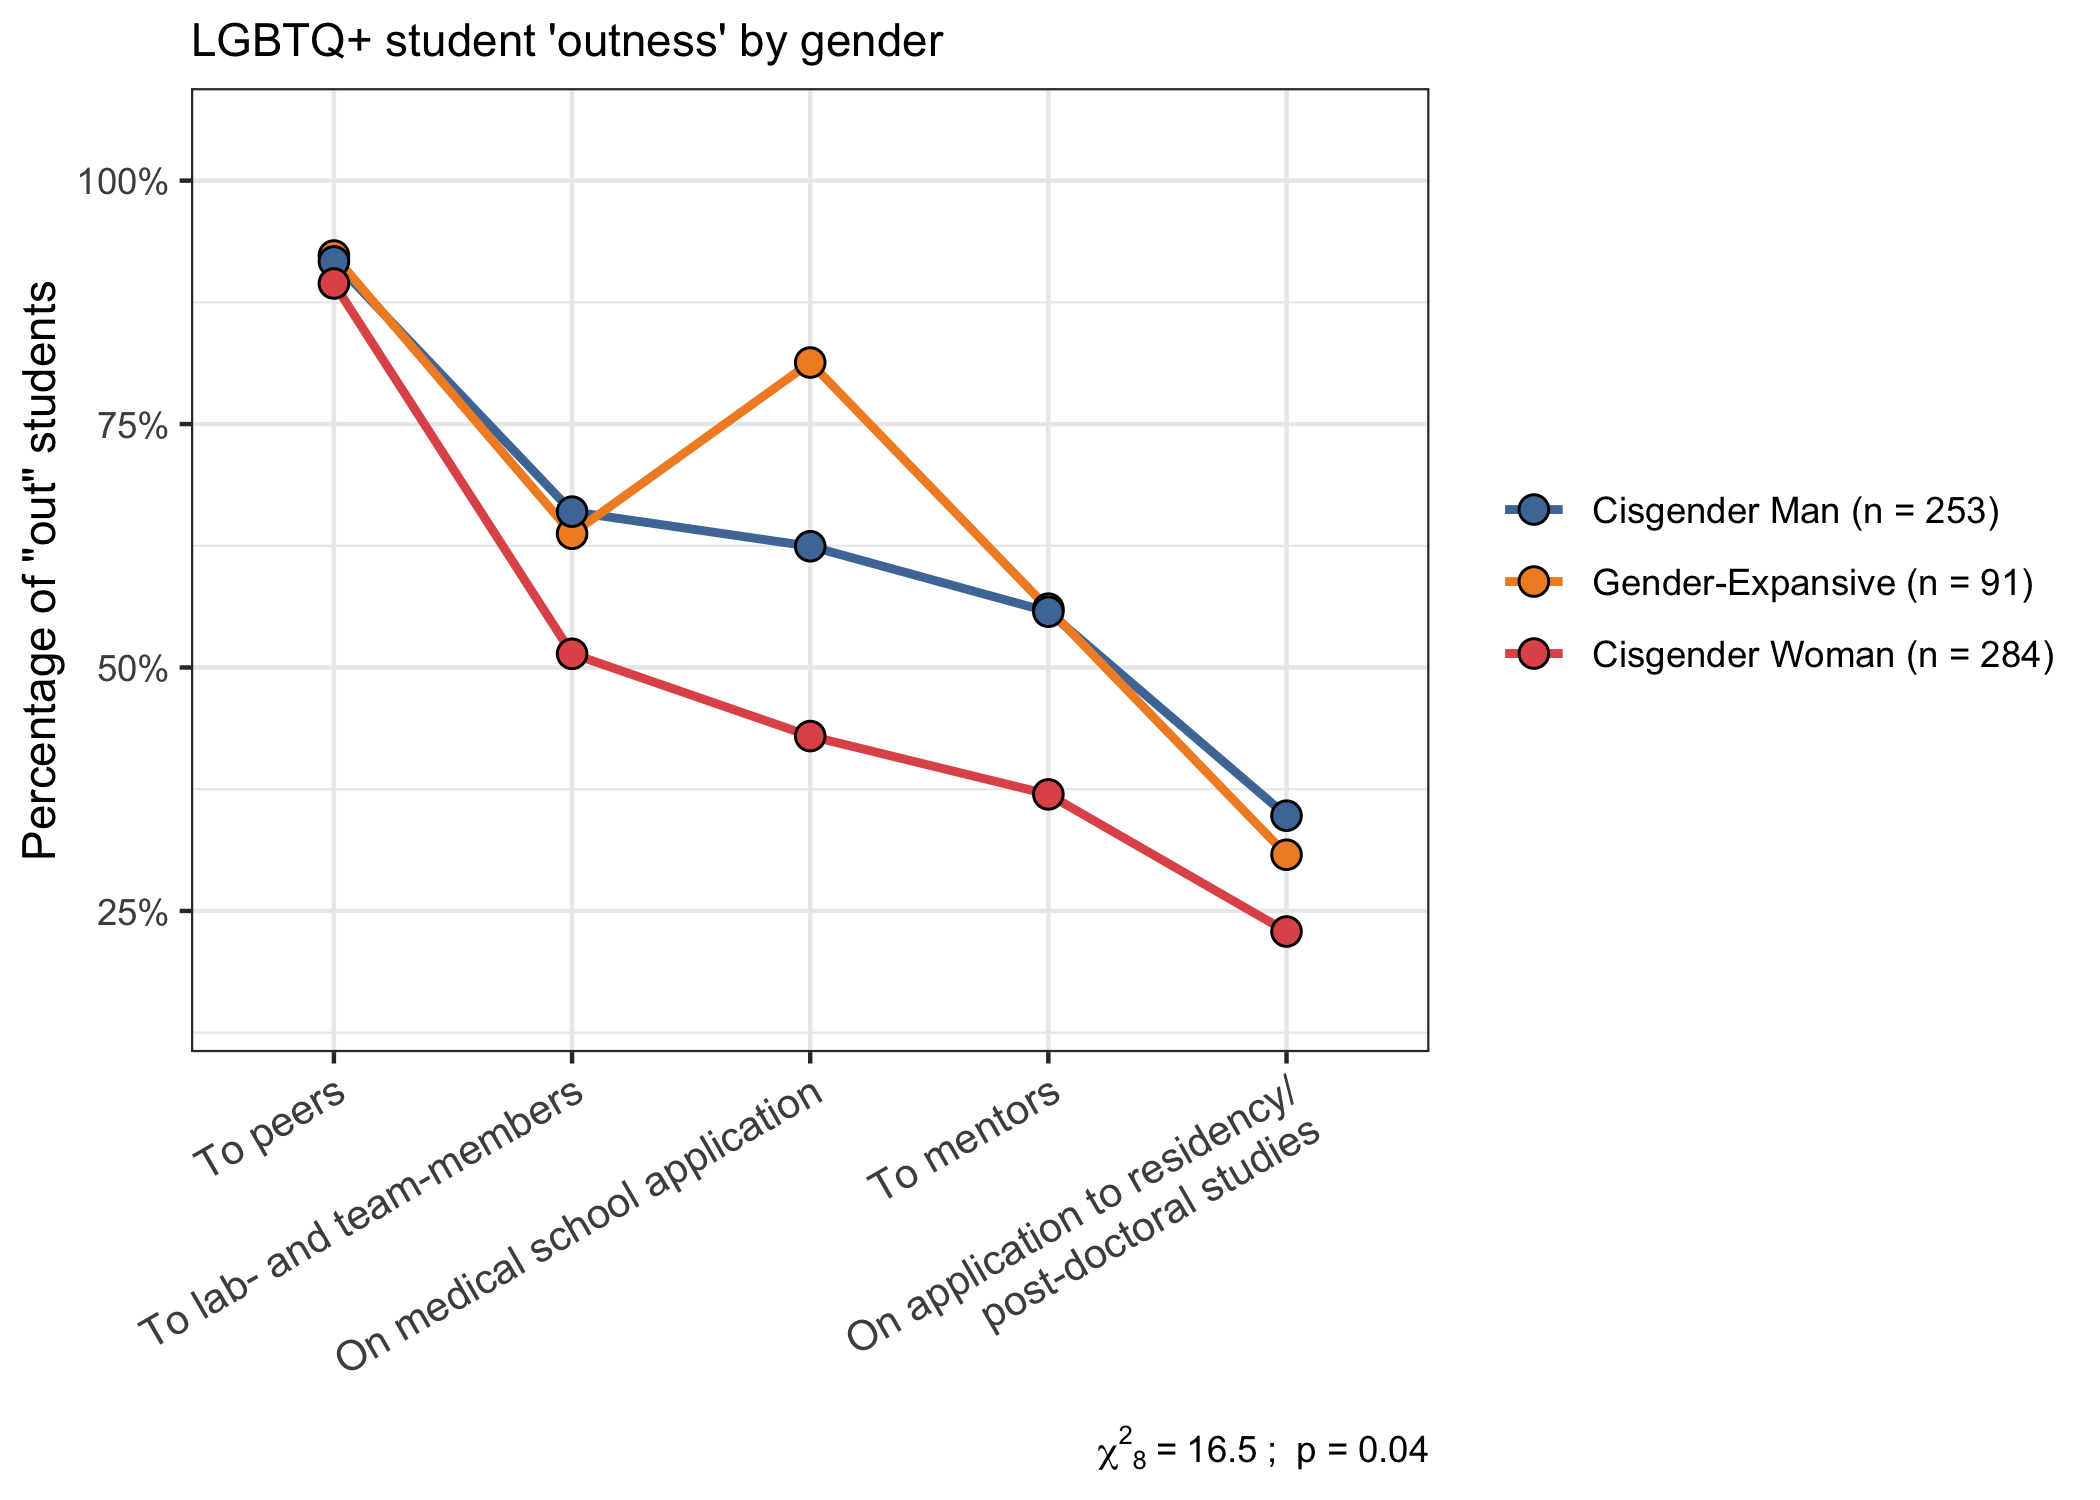 LGBTQ+ student 'outness' by gender
Percentage of "out" students
100%
75%
50%
25%
To peers
To lab- and team-members
On medical school application
To mentors
On application to residency/
post-doctoral studies
Cisgender Man (n = 253)
Gender-Expansive (n = 91)
Cisgender Woman (n = 284)
χ²₈ = 16.5 ; p = 0.04